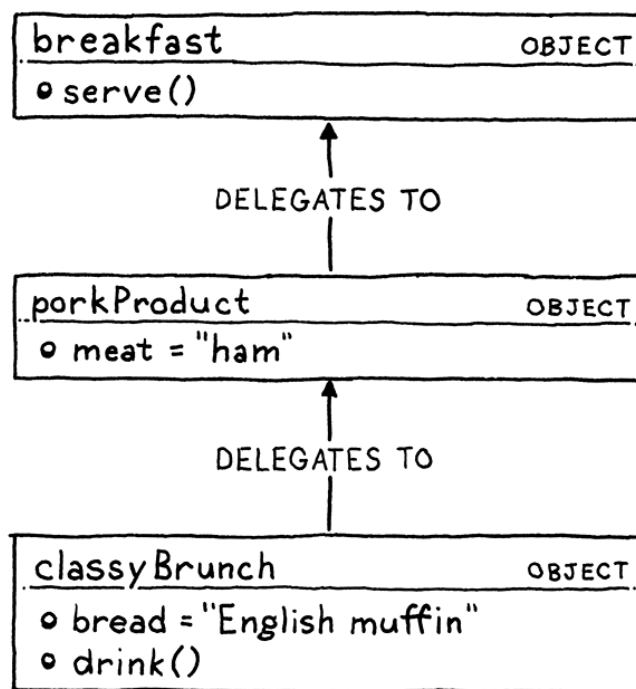 breakfast OBJECT
serve()
DELEGATES TO
porkProduct OBJECT
meat = "ham"
DELEGATES TO
classyBrunch OBJECT
bread = "English muffin"
drink()